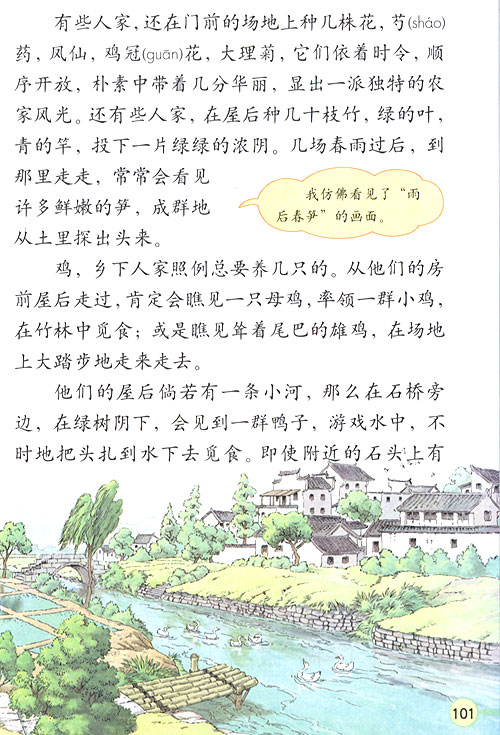 有些人家，还在门前的场地上种几株花，芍(sháo)
药，凤仙，鸡冠(guān)花，大理菊，它们依着时令，顺
序开放，朴素中带着几分华丽，显出一派独特的农
家风光。还有些人家，在屋后种几十枝竹，绿的叶，
青的竿，投下一片绿绿的浓阴。几场春雨过后，到
那里走走，常常会看见
许多鲜嫩的笋，成群地
从土里探出头来。
我仿佛看见了“雨
后春笋”的画面。
鸡，乡下人家照例总要养几只的。从他们的房
前屋后走过，肯定会瞧见一只母鸡，率领一群小鸡，
在竹林中觅食；或是瞧见耸着尾巴的雄鸡，在场地
上大踏步地走来走去。
他们的屋后倘若有一条小河，那么在石桥旁
边，在绿树阴下，会见到一群鸭子，游戏水中，不
时地把头扎到水下去觅食。即使附近的石头上有
101